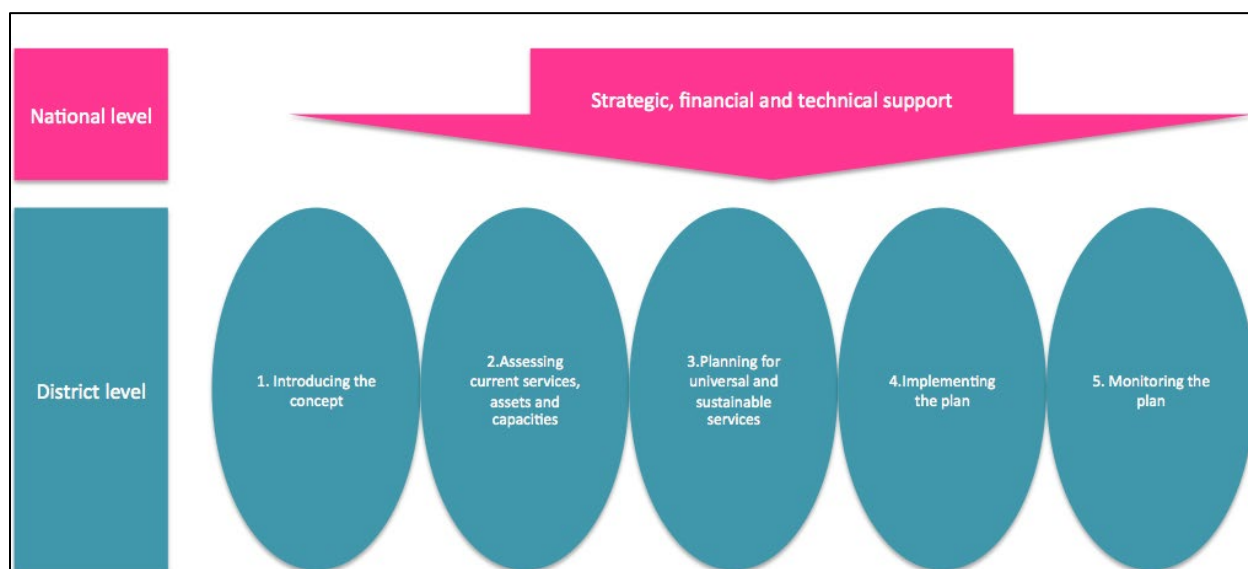 National level
Strategic, financial and technical support
District level
1. Introducing the
concept
2.Assessing
current services,
assets and
capacities
3.Planning for
universal and
sustainable
services
4.Implementing
the plan
5. Monitoring the
plan